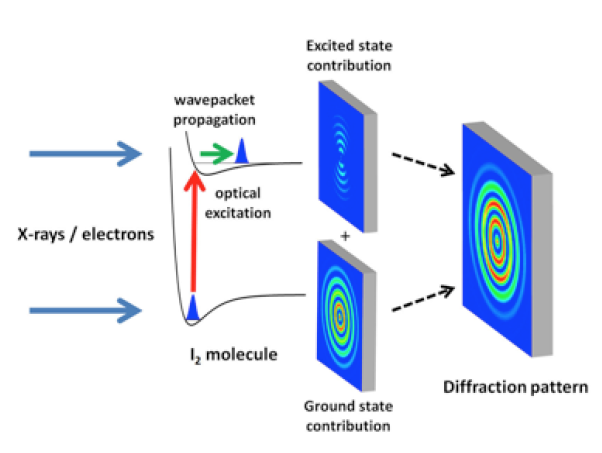 Excited state
contribution
wavepacket
propagation
optical
excitation
X-rays / electrons
+
I2 molecule
Ground state
contribution
Diffraction pattern